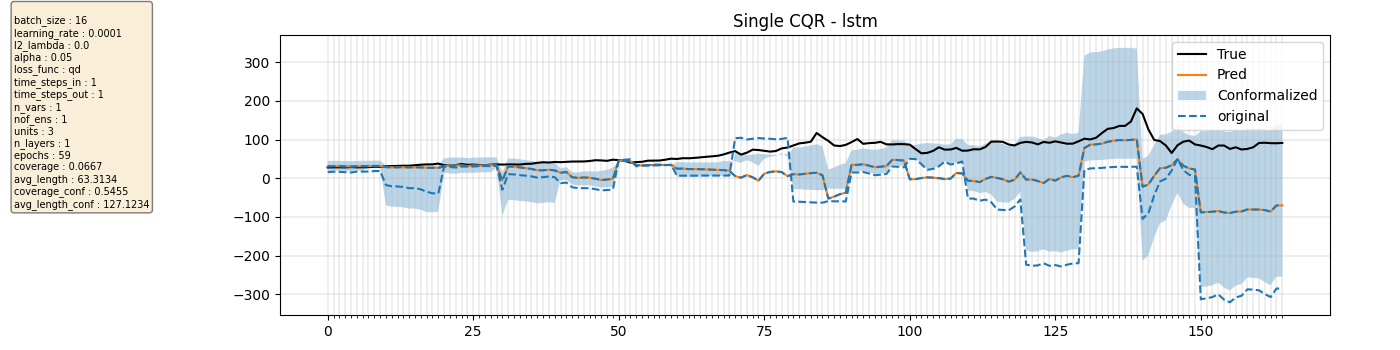 Single CQR - lstm
batch_size : 16
learning_rate : 0.0001
l2_lambda : 0.0
alpha : 0.05
loss_func : qd
time_steps_in : 1
time_steps_out : 1
n_vars : 1
nof_ens : 1
units : 3
n_layers : 1
epochs : 59
coverage : 0.0667
avg_length : 63.3134
coverage_conf : 0.5455
avg_length_conf : 127.1234
300
200
100
0
−100
−200
−300
True
Pred
Conformalized
original
0 25 50 75 100 125 150